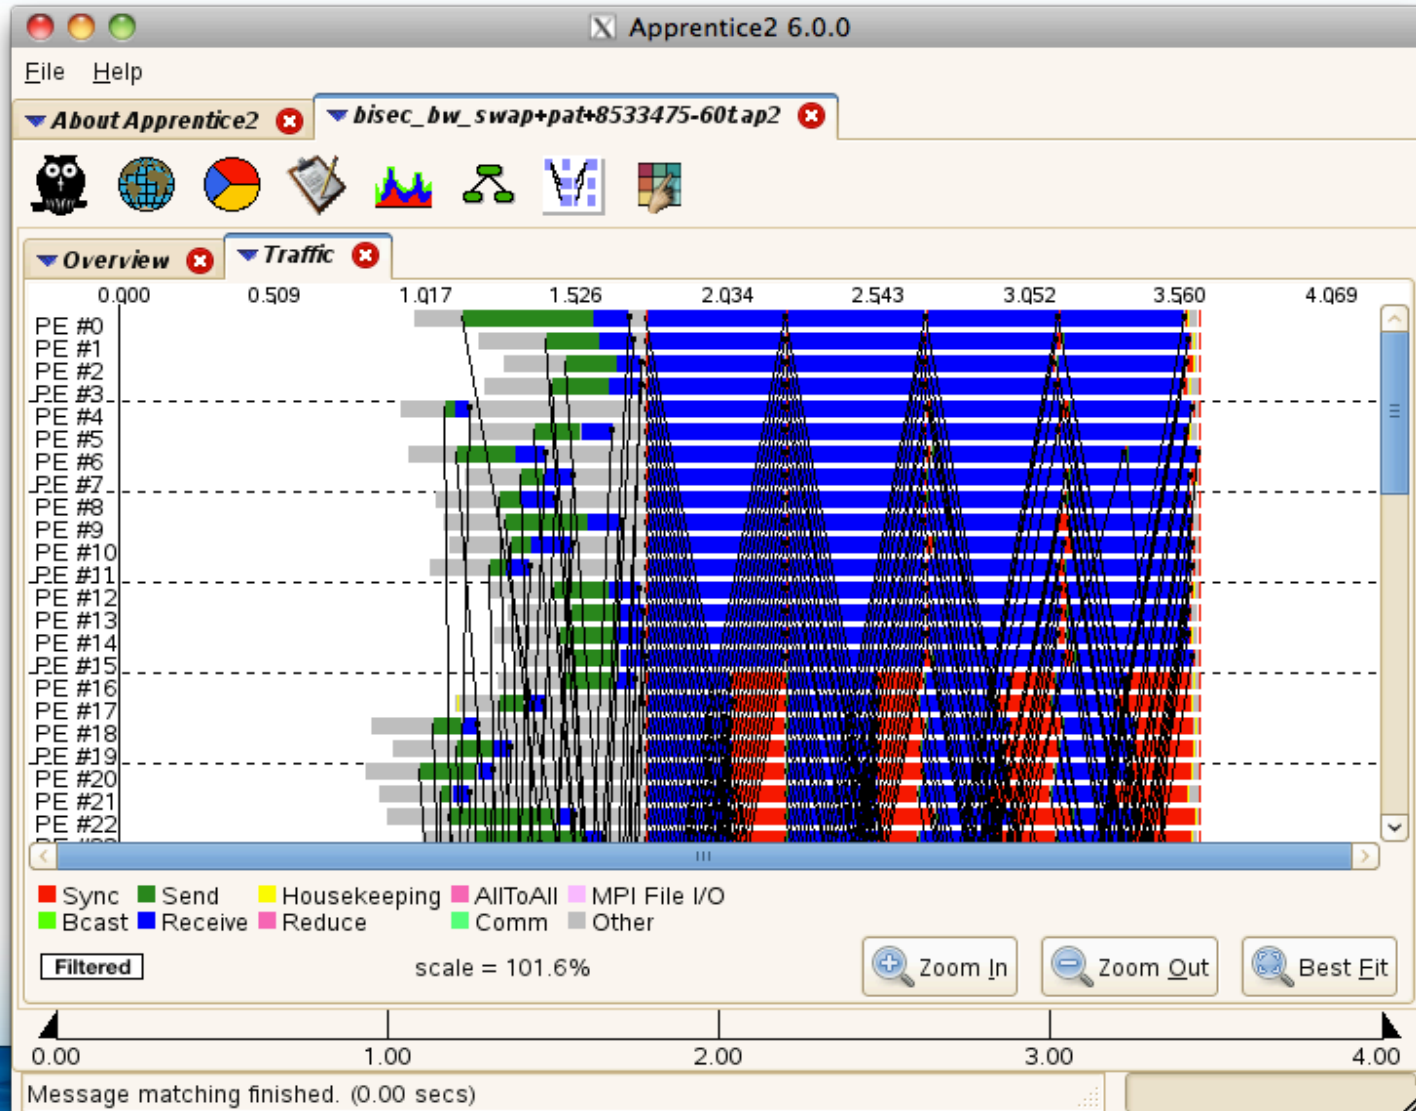 Apprentice2 6.0.0
File Help
About Apprentice2 bisec_bw_swap+pat+8533475-60t.ap2
Overview Traffic
0.000 0.509 1.017 1.526 2.034 2.543 3.052 3.560 4.069
PE #0
PE #1
PE #2
PE #3
PE #4
PE #5
PE #6
PE #7
PE #8
PE #9
PE #10
PE #11
PE #12
PE #13
PE #14
PE #15
PE #16
PE #17
PE #18
PE #19
PE #20
PE #21
PE #22
Sync Send Housekeeping AllToAll MPI File I/O
Bcast Receive Reduce Comm Other
Filtered scale = 101.6% Zoom In Zoom Out Best Fit
0.00 1.00 2.00 3.00 4.00
Message matching finished. (0.00 secs)